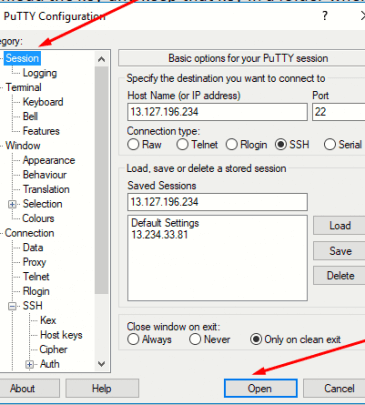 PuTTY Configuration ? X
Category:
Session
Logging
Terminal
Keyboard
Bell
Features
Window
Appearance
Behaviour
Translation
Selection
Colours
Connection
Data
Proxy
Telnet
Rlogin
SSH
Kex
Host keys
Cipher
Auth
Basic options for your PuTTY session
Specify the destination you want to connect to
Host Name (or IP address) Port
13.127.196.234 22
Connection type:
Raw Telnet Rlogin SSH Serial
Load, save or delete a stored session
Saved Sessions
13.127.196.234
Default Settings
13.234.33.81
Load
Save
Delete
Close window on exit:
Always Never Only on clean exit
About Help Open Cancel